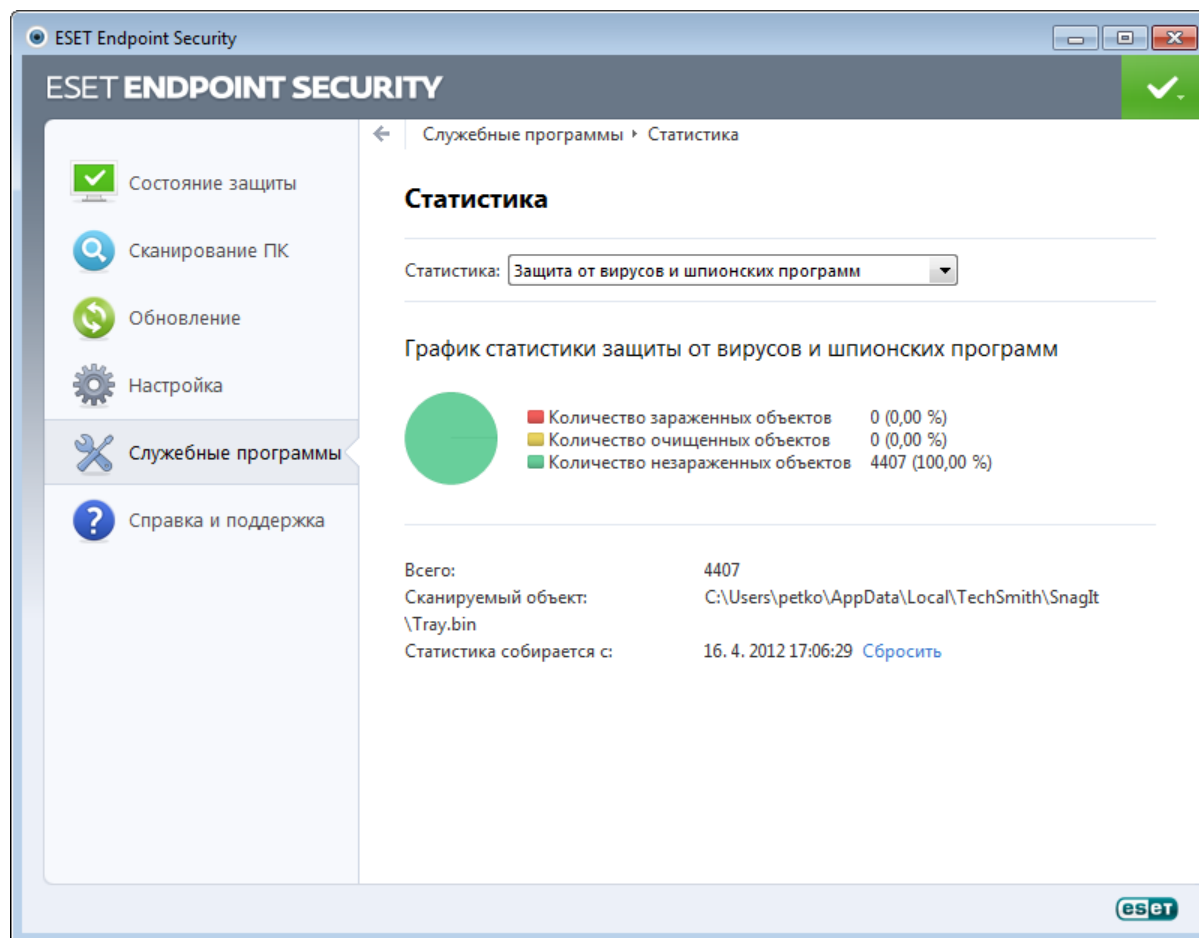 ESET Endpoint Security
ESET ENDPOINT SECURITY
Служебные программы Статистика
Состояние защиты
Сканирование ПК
Обновление
Настройка
Служебные программы
Справка и поддержка
Статистика
Статистика: Защита от вирусов и шпионских программ
График статистики защиты от вирусов и шпионских программ
Количество зараженных объектов 0 (0,00 %)
Количество очищенных объектов 0 (0,00 %)
Количество незараженных объектов 4407 (100,00 %)
Всего: 4407
Сканируемый объект: C:\Users\petko\AppData\Local\TechSmith\SnagIt
\Tray.bin
Статистика собирается с: 16. 4. 2012 17:06:29 Сбросить
eset